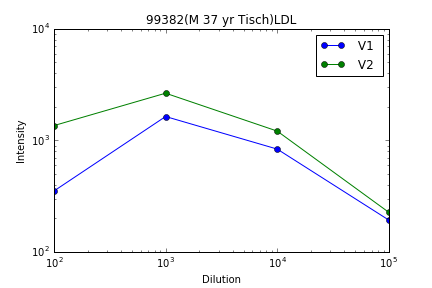 99382(M 37 yr Tisch)LDL
10^4
V1
V2
Intensity
10^3
10^2
10^2 10^3 10^4 10^5
Dilution